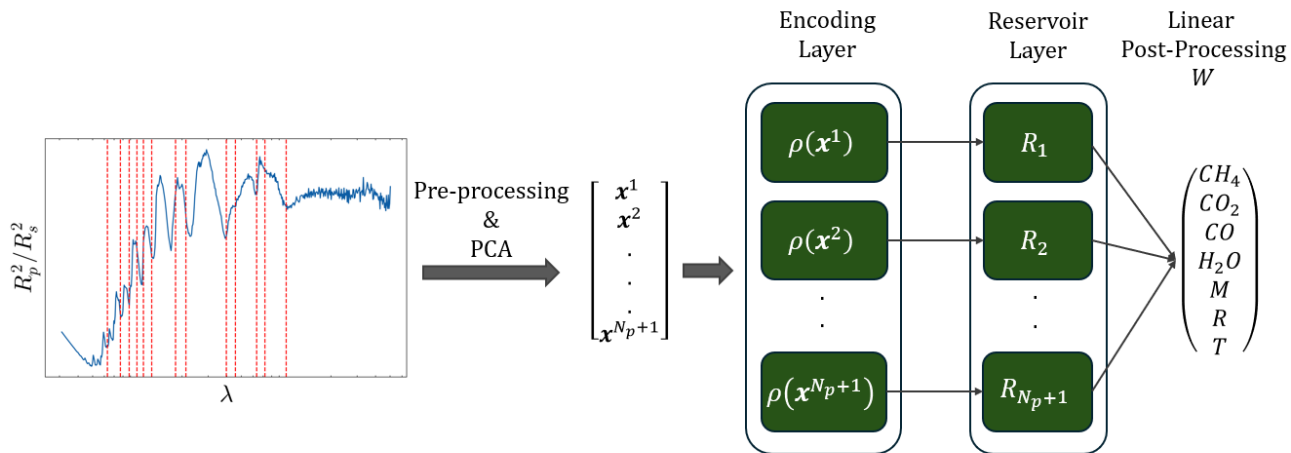 R_p^2/R_s^2
λ
Pre-processing
&
PCA
x^1
x^2
.
.
.
x^{N_p+1}
Encoding
Layer
ρ(x^1)
ρ(x^2)
.
.
ρ(x^{N_p+1})
Reservoir
Layer
R_1
R_2
.
.
R_{N_p+1}
Linear
Post-Processing
W
CH_4
CO_2
CO
H_2O
M
R
T